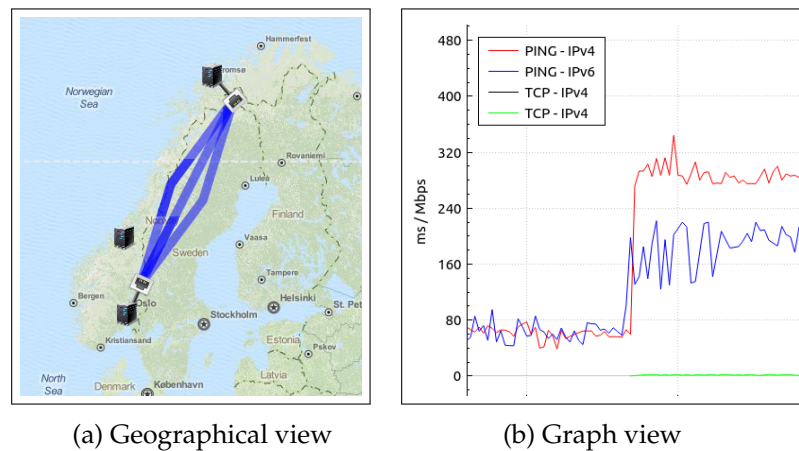 Hammerfest
Tromsø
Norwegian
Sea
Rovaniemi
Luleå
Norw
Finland
Vaasa
Sweden
Tampere
Bergen
Oslo
Helsinki
St. Pet
Stockholm
Kristiansand
Estonia
Pskov
North
Sea
Latvia
Denmark
København
(a) Geographical view
480
400
320
240
160
80
0
ms / Mbps
PING - IPv4
PING - IPv6
TCP - IPv4
TCP - IPv4
(b) Graph view